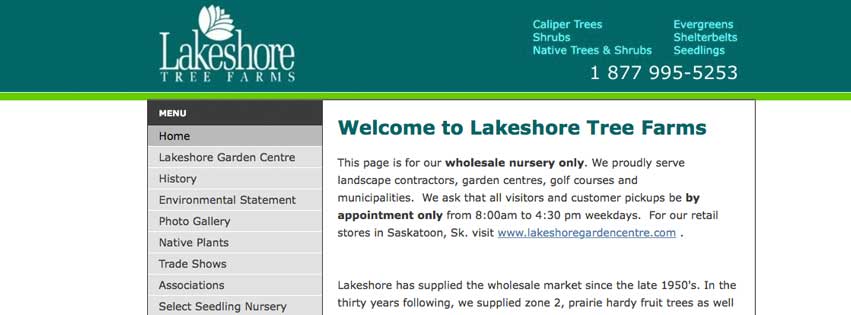 Lakeshore
TREE FARMS
Caliper Trees
Shrubs
Native Trees & Shrubs
Evergreens
Shelterbelts
Seedlings
1 877 995-5253
MENU
Home
Lakeshore Garden Centre
History
Environmental Statement
Photo Gallery
Native Plants
Trade Shows
Associations
Select Seedling Nursery
Welcome to Lakeshore Tree Farms
This page is for our wholesale nursery only. We proudly serve
landscape contractors, garden centres, golf courses and
municipalities. We ask that all visitors and customer pickups be by
appointment only from 8:00am to 4:30 pm weekdays. For our retail
stores in Saskatoon, Sk. visit www.lakeshoregardencentre.com .
Lakeshore has supplied the wholesale market since the late 1950's. In the
thirty years following, we supplied zone 2, prairie hardy fruit trees as well